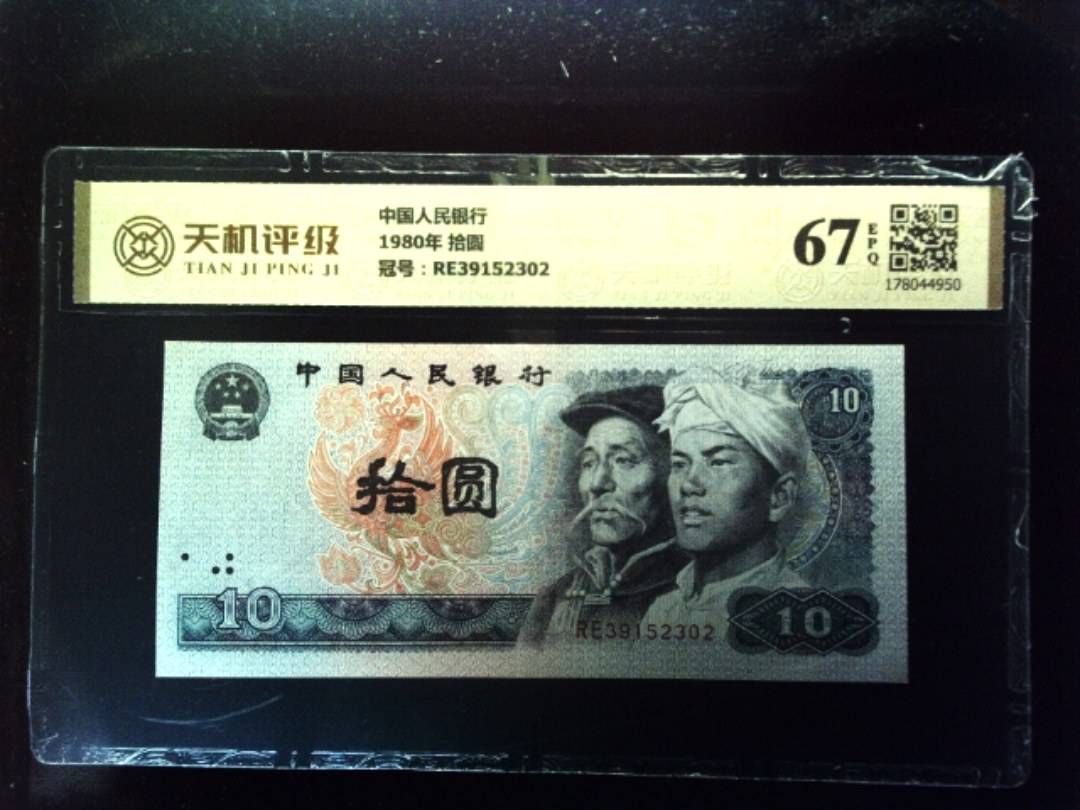 天机评级
TIAN JI PING JI
中国人民银行
1980年 拾圆
冠号：RE39152302
67
EPQ
178044950
中国人民银行
10
拾圆
10
RE39152302
10